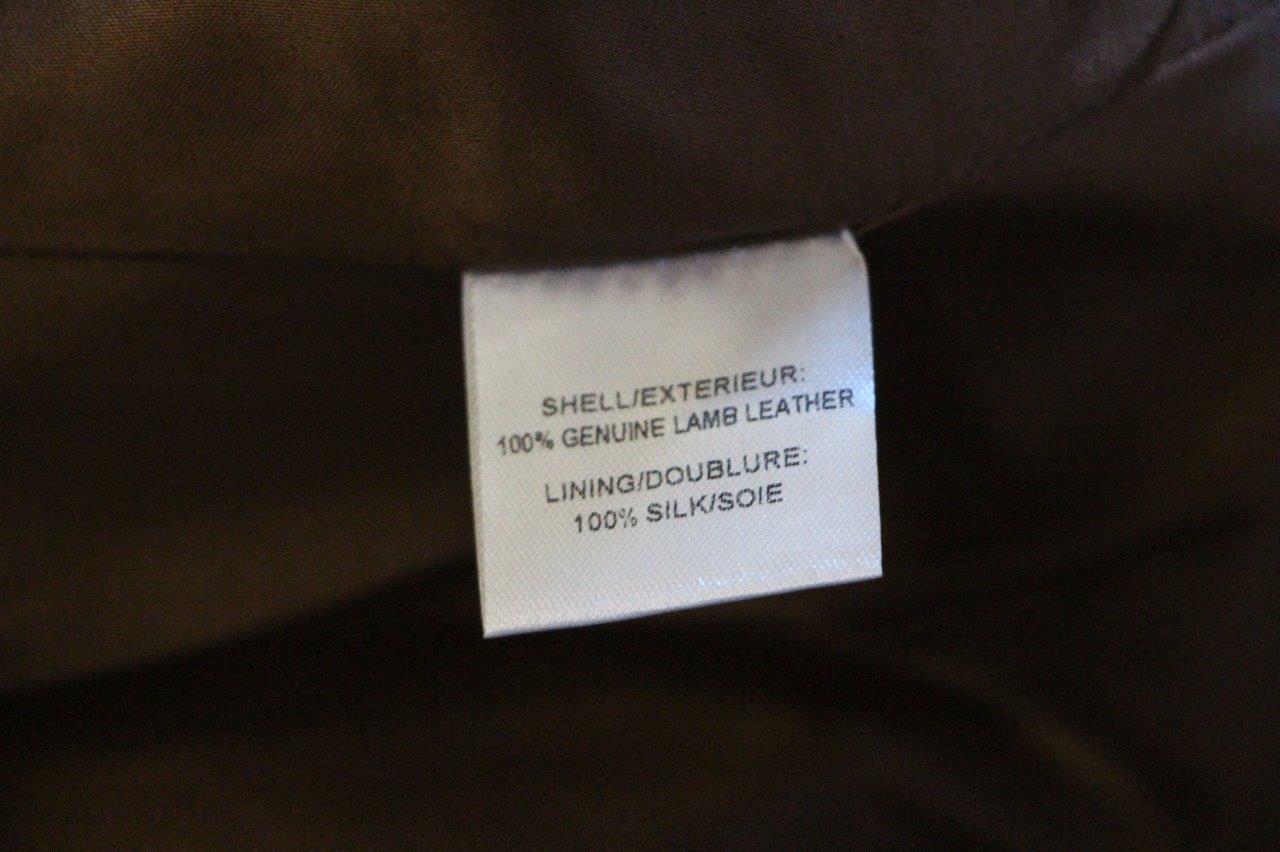 SHELL/EXTERIEUR:
100% GENUINE LAMB LEATHER
LINING/DOUBLURE:
100% SILK/SOIE